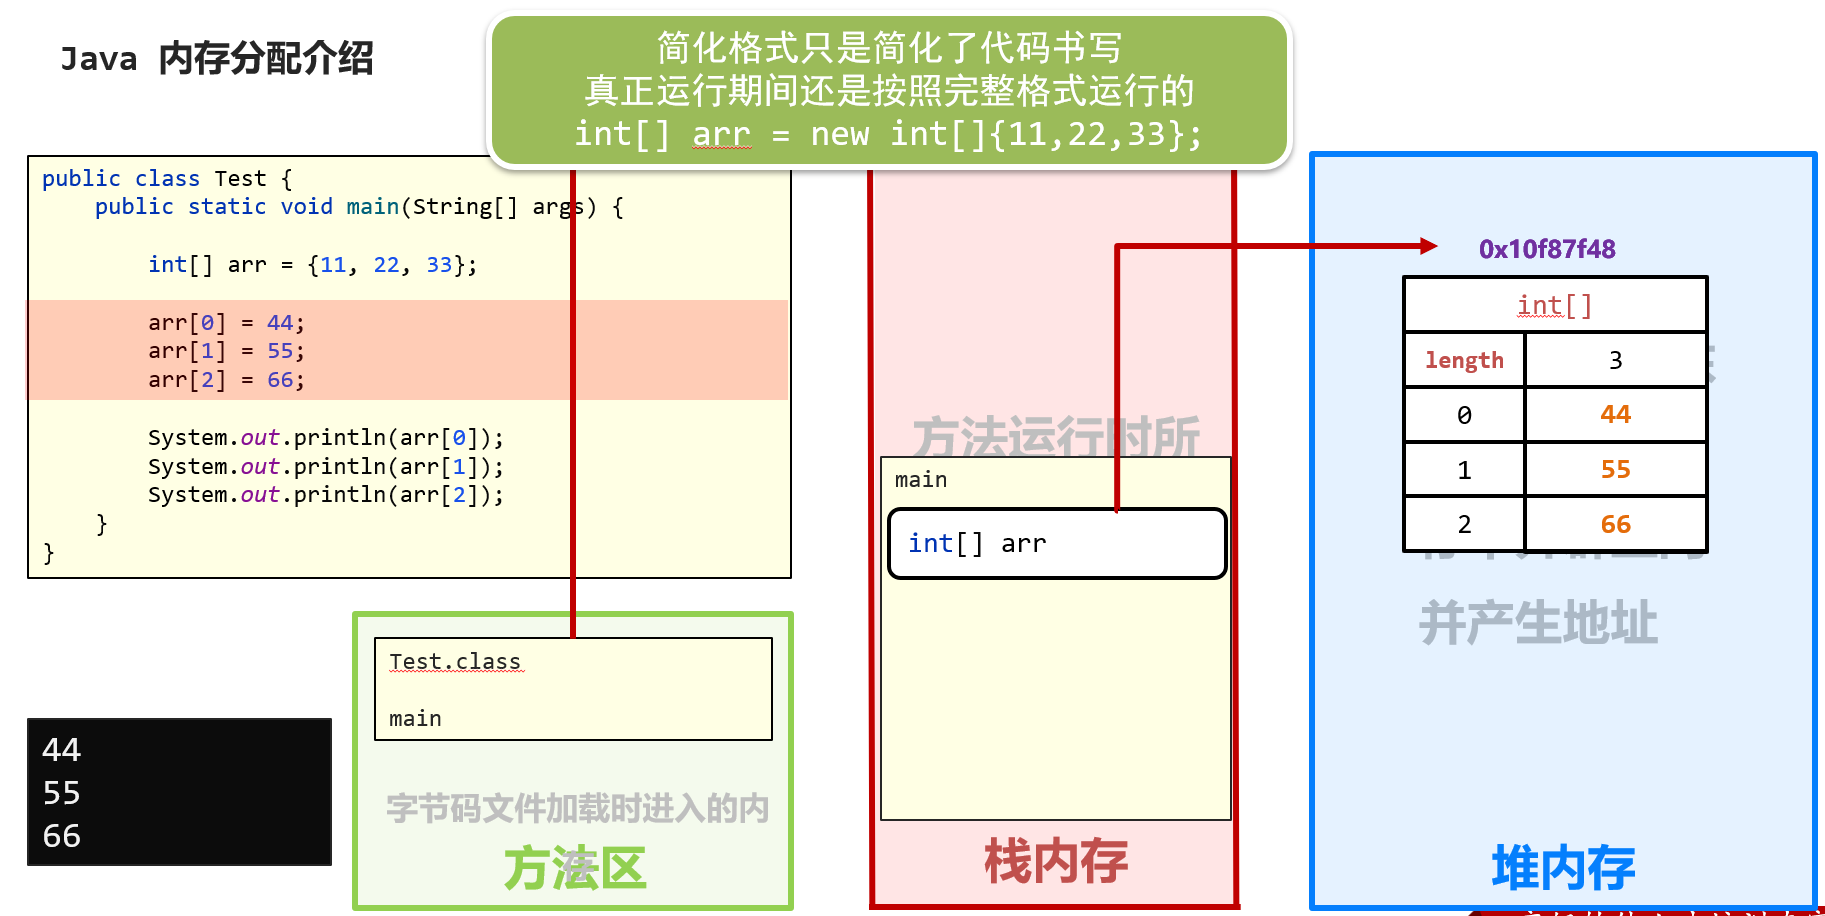 Java 内存分配介绍
简化格式只是简化了代码书写
真正运行期间还是按照完整格式运行的
int[] arr = new int[]{11,22,33};
public class Test {
    public static void main(String[] args) {
        int[] arr = {11, 22, 33};
        arr[0] = 44;
        arr[1] = 55;
        arr[2] = 66;
        System.out.println(arr[0]);
        System.out.println(arr[1]);
        System.out.println(arr[2]);
    }
}
44
55
66
Test.class
main
字节码文件加载时进入的内
存
方法区
方法运行时所
main
int[] arr
栈内存
0x10f87f48
int[]
length 3
0 44
1 55
2 66
并产生地址
堆内存